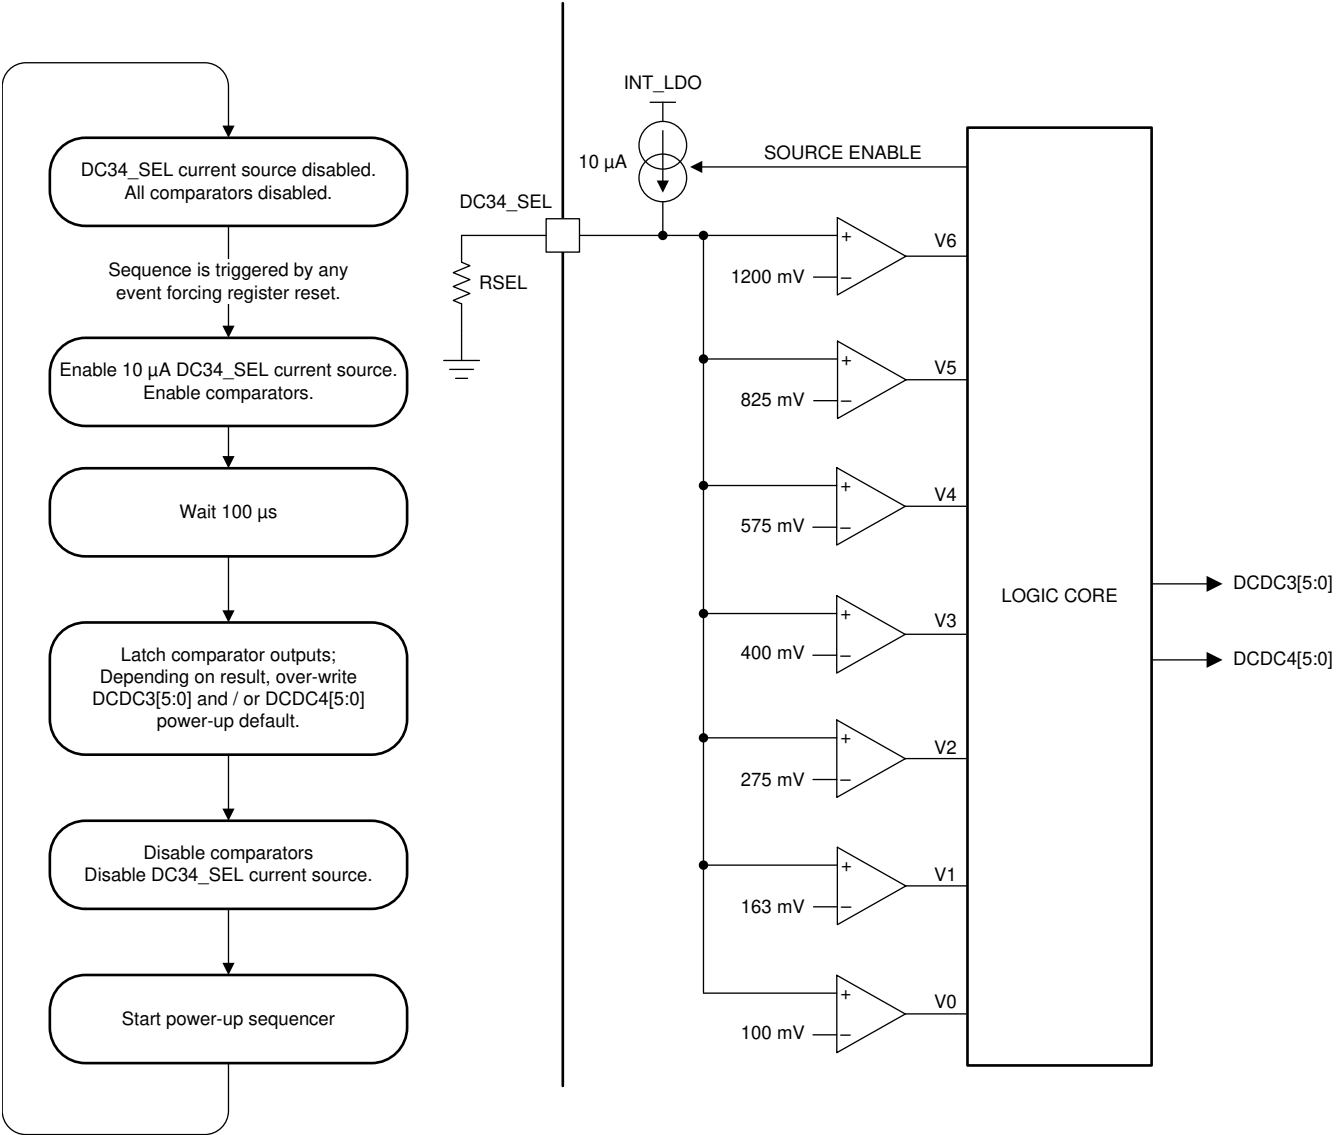 DC34_SEL current source disabled.
All comparators disabled.
Sequence is triggered by any
event forcing register reset.
Enable 10 µA DC34_SEL current source.
Enable comparators.
Wait 100 µs
Latch comparator outputs;
Depending on result, over-write
DCDC3[5:0] and / or DCDC4[5:0]
power-up default.
Disable comparators
Disable DC34_SEL current source.
Start power-up sequencer
INT_LDO
10 µA
SOURCE ENABLE
DC34_SEL
RSEL
+
V6
1200 mV
–
+
V5
825 mV
–
+
V4
575 mV
–
+
V3
400 mV
–
+
V2
275 mV
–
+
V1
163 mV
–
+
V0
100 mV
–
LOGIC CORE
DCDC3[5:0]
DCDC4[5:0]